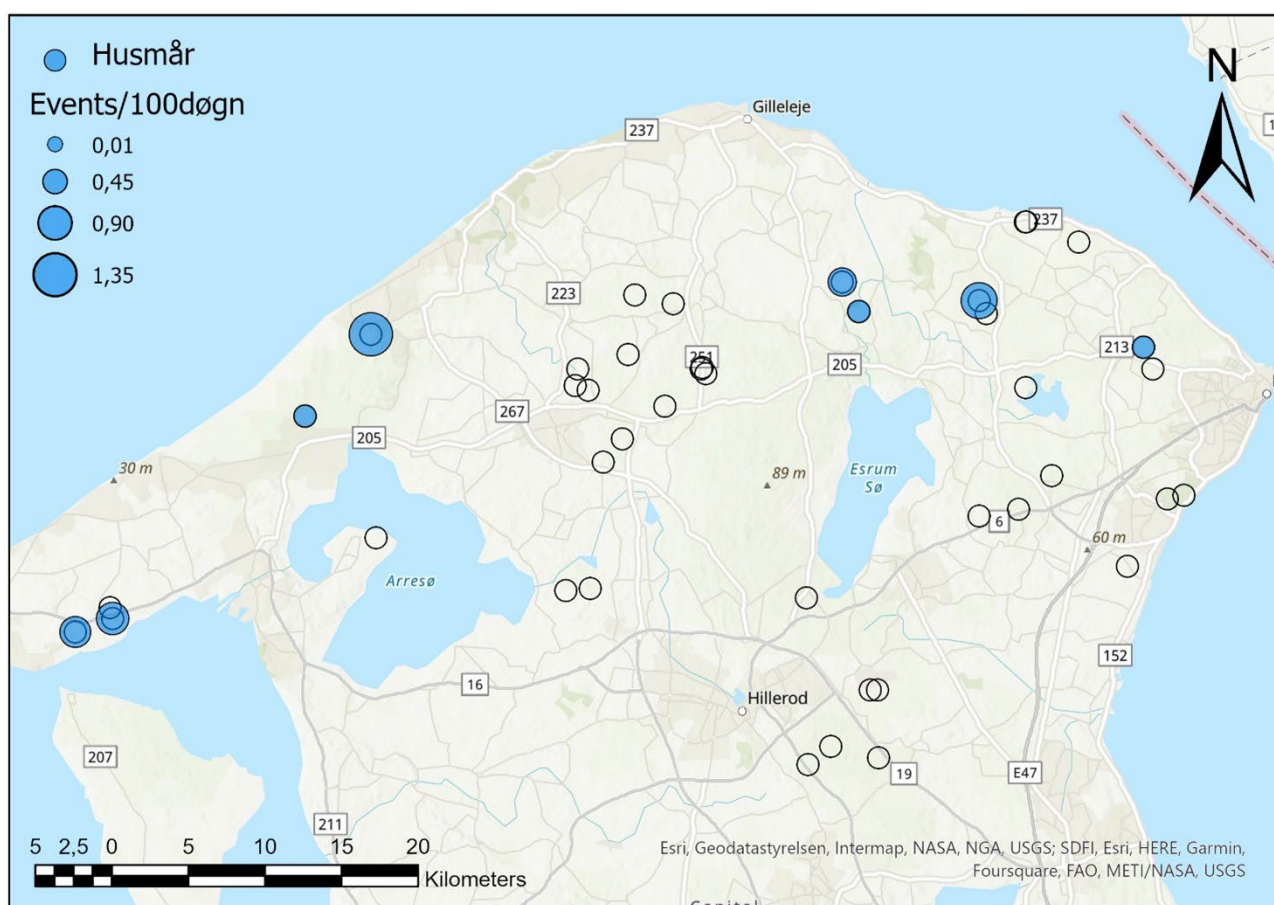 Husmår
Events/100døgn
0,01
0,45
0,90
1,35
N
Gilleleje
237
237
223
251
205
213
267
205
30 m
89 m
Esrum
Sø
6
60 m
Arresø
152
16
Hillerod
207
19
E47
211
5 2,5 0 5 10 15 20
Kilometers
Esri, Geodatastyrelsen, Intermap, NASA, NGA, USGS; SDFI, Esri, HERE, Garmin,
Foursquare, FAO, METI/NASA, USGS